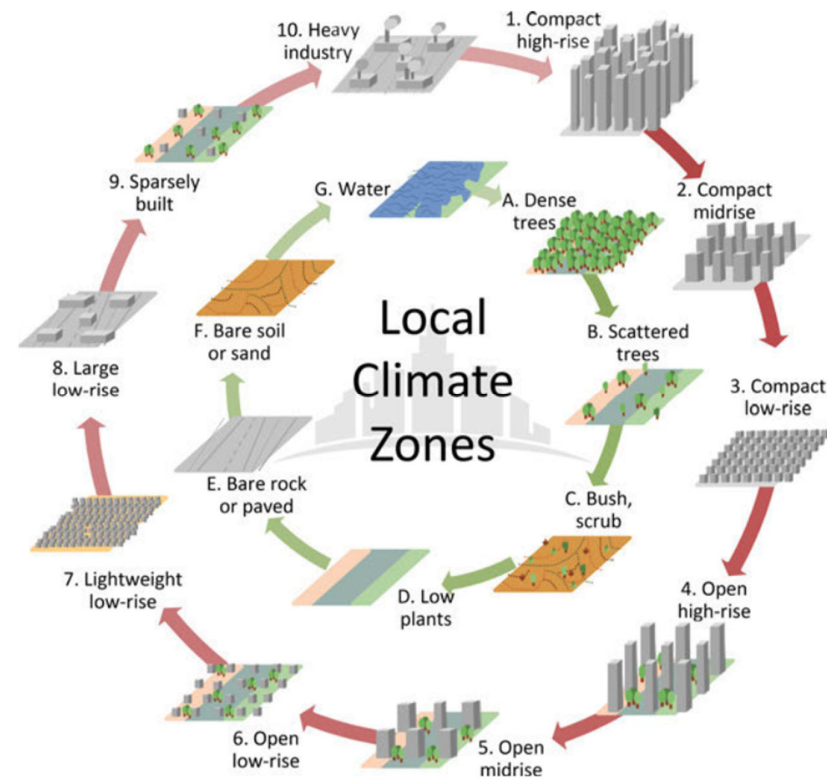 1. Compact
high-rise
2. Compact
midrise
3. Compact
low-rise
4. Open
high-rise
5. Open
midrise
6. Open
low-rise
7. Lightweight
low-rise
8. Large
low-rise
9. Sparsely
built
10. Heavy
industry
A. Dense
trees
B. Scattered
trees
C. Bush,
scrub
D. Low
plants
E. Bare rock
or paved
F. Bare soil
or sand
G. Water
Local
Climate
Zones